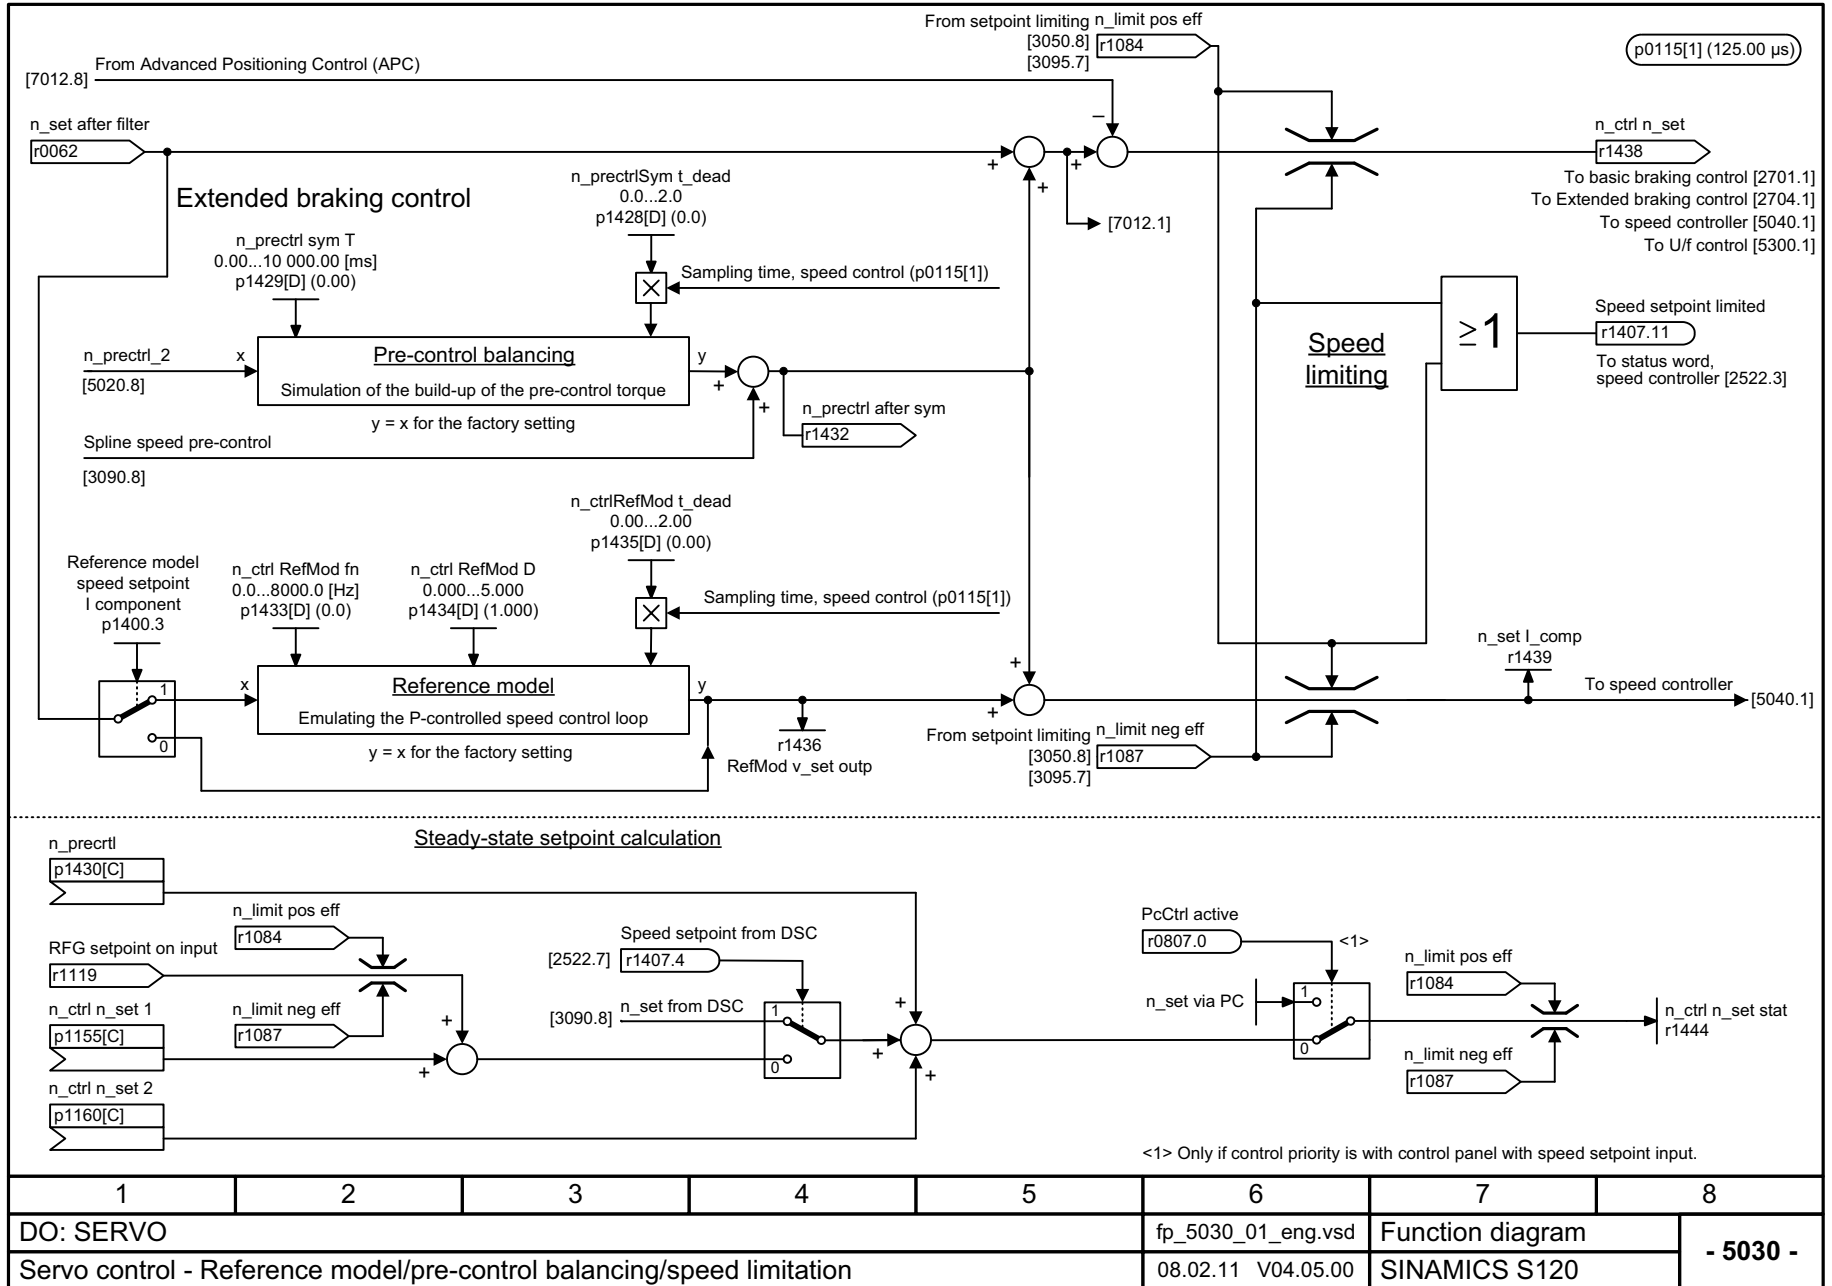 From setpoint limiting
[3050.8]
[3095.7]
n_limit pos eff
r1084
p0115[1] (125.00 µs)
From Advanced Positioning Control (APC)
[7012.8]
–
n_set after filter
r0062
+
+
+
n_ctrl n_set
r1438
To basic braking control [2701.1]
To Extended braking control [2704.1]
To speed controller [5040.1]
To U/f control [5300.1]
[7012.1]
Extended braking control
n_prectrlSym t_dead
0.0...2.0
p1428[D] (0.0)
n_prectrl sym T
0.00...10 000.00 [ms]
p1429[D] (0.00)
Sampling time, speed control (p0115[1])
n_prectrl_2
[5020.8]
x
Pre-control balancing
Simulation of the build-up of the pre-control torque
y
y = x for the factory setting
+
+
n_prectrl after sym
r1432
Spline speed pre-control
[3090.8]
Speed
limiting
≥1
Speed setpoint limited
r1407.11
To status word,
speed controller [2522.3]
n_ctrlRefMod t_dead
0.00...2.00
p1435[D] (0.00)
Reference model
speed setpoint
I component
p1400.3
n_ctrl RefMod fn
0.0...8000.0 [Hz]
p1433[D] (0.0)
n_ctrl RefMod D
0.000...5.000
p1434[D] (1.000)
Sampling time, speed control (p0115[1])
1
0
x
Reference model
Emulating the P-controlled speed control loop
y
y = x for the factory setting
r1436
RefMod v_set outp
+
+
From setpoint limiting
[3050.8]
[3095.7]
n_limit neg eff
r1087
n_set I_comp
r1439
To speed controller
[5040.1]
Steady-state setpoint calculation
n_precrtl
p1430[C]
n_limit pos eff
r1084
RFG setpoint on input
r1119
n_ctrl n_set 1
p1155[C]
n_limit neg eff
r1087
+
+
n_ctrl n_set 2
p1160[C]
Speed setpoint from DSC
[2522.7]
r1407.4
[3090.8]
n_set from DSC
1
0
+
+
+
PcCtrl active
r0807.0
<1>
n_set via PC
1
0
n_limit pos eff
r1084
n_limit neg eff
r1087
n_ctrl n_set stat
r1444
<1> Only if control priority is with control panel with speed setpoint input.
1 2 3 4 5 6 7 8
DO: SERVO
fp_5030_01_eng.vsd
Function diagram
- 5030 -
Servo control - Reference model/pre-control balancing/speed limitation
08.02.11 V04.05.00
SINAMICS S120